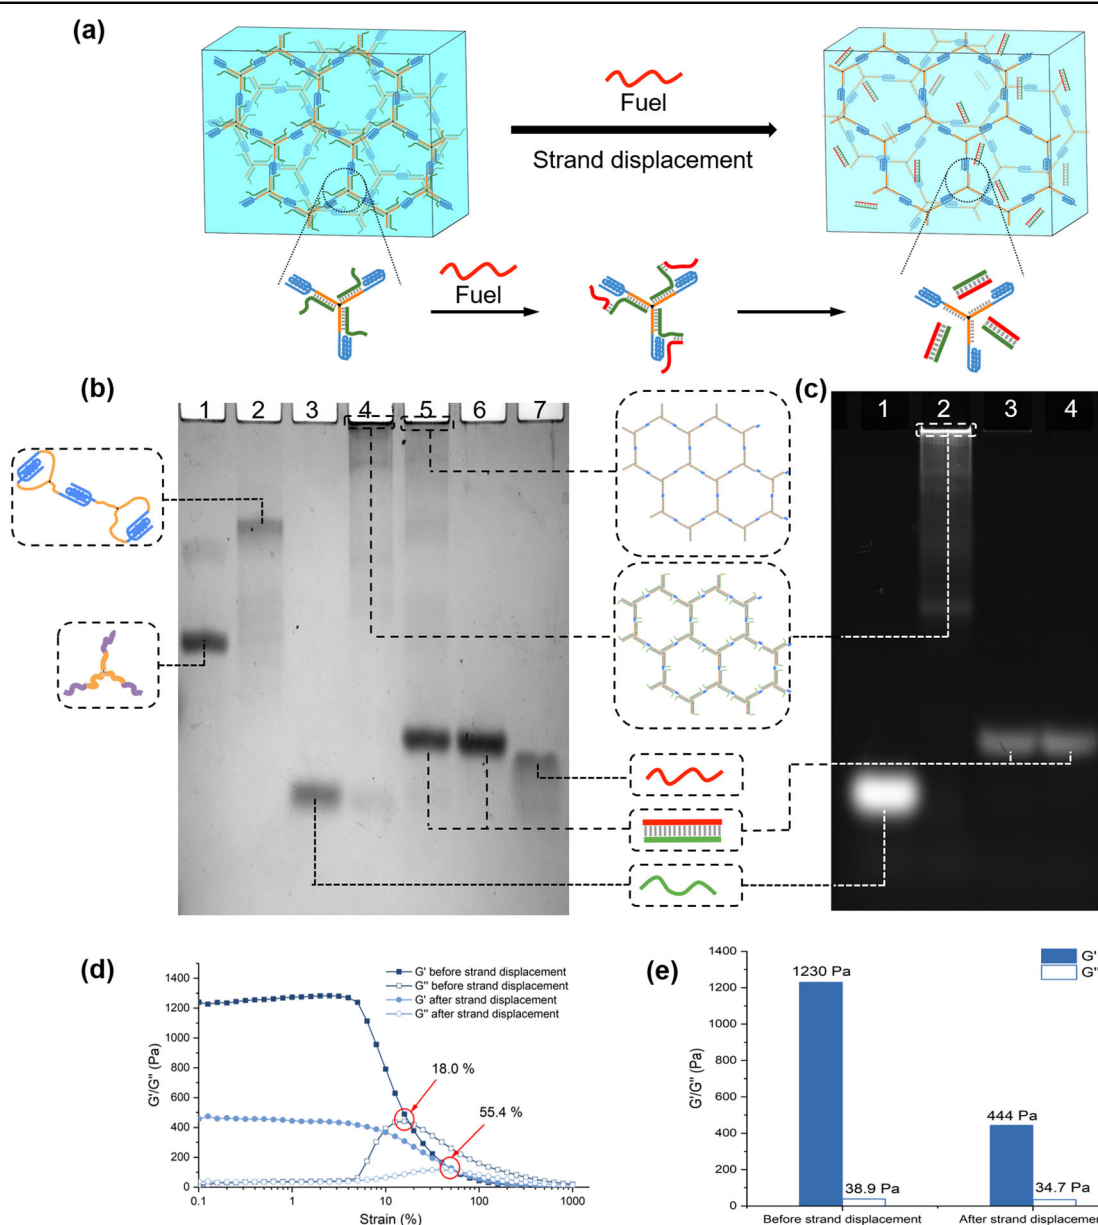 (a)
Fuel
Strand displacement
Fuel
(b)
1 2 3 4 5 6 7
(c)
1 2 3 4
(d)
G'/G'' (Pa)
1400
1200
1000
800
600
400
200
0
G' before strand displacement
G'' before strand displacement
G' after strand displacement
G'' after strand displacement
18.0 %
55.4 %
0.1 1 10 100 1000
Strain (%)
(e)
G'/G'' (Pa)
1400
1200
1000
800
600
400
200
0
G'
G''
1230 Pa
38.9 Pa
444 Pa
34.7 Pa
Before strand displacement
After strand displacement